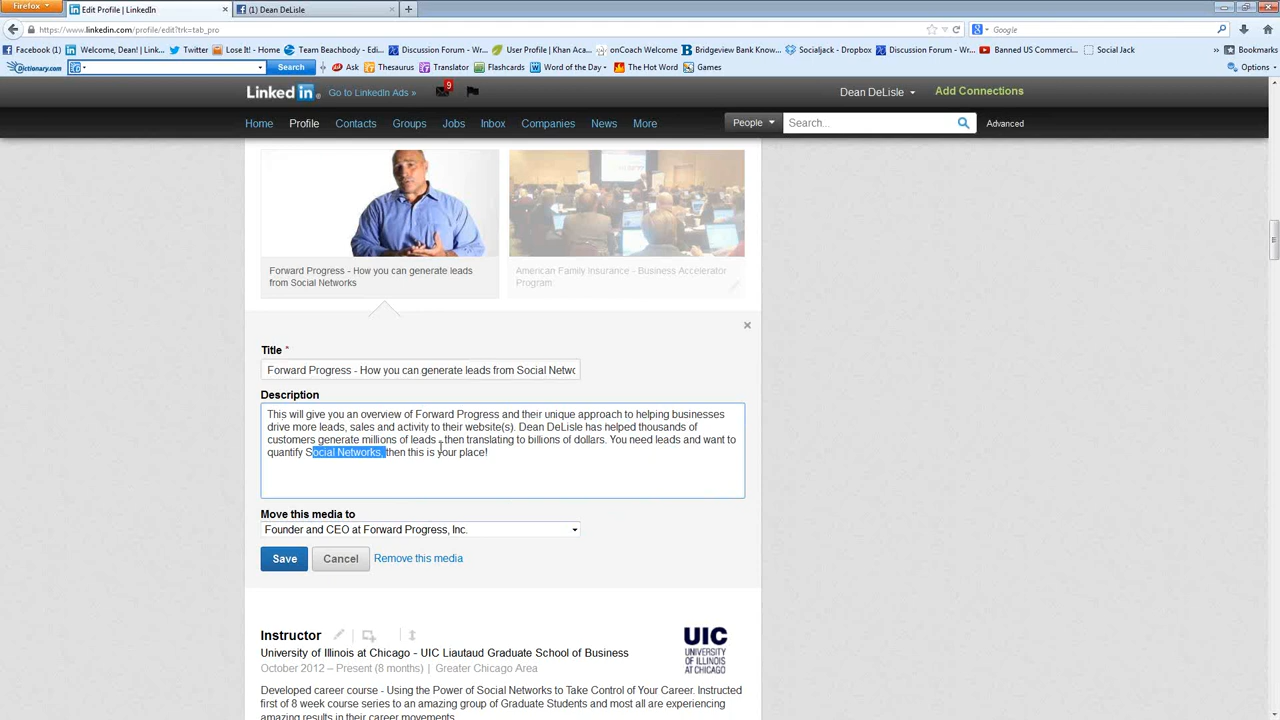 Firefox
Edit Profile | LinkedIn
(1) Dean DeLisle
https://www.linkedin.com/profile/edit?trk=tab_pro
Google
Facebook (1)
Welcome, Dean! | Link...
Twitter
Lose It! - Home
Team Beachbody - Edi...
Discussion Forum - Wr...
User Profile | Khan Aca...
onCoach Welcome
Bridgeview Bank Know...
Socialjack - Dropbox
Discussion Forum - Wr...
Banned US Commerci...
Social Jack
Bookmarks
Dictionary.com
Search
Ask
Thesaurus
Translator
Flashcards
Word of the Day
The Hot Word
Games
Options
Linked in
Go to LinkedIn Ads »
9
Dean DeLisle
Add Connections
Home
Profile
Contacts
Groups
Jobs
Inbox
Companies
News
More
People
Search...
Advanced
Forward Progress - How you can generate leads
from Social Networks
American Family Insurance - Business Accelerator
Program
Title *
Forward Progress - How you can generate leads from Social Netwo
Description
This will give you an overview of Forward Progress and their unique approach to helping businesses
drive more leads, sales and activity to their website(s). Dean DeLisle has helped thousands of
customers generate millions of leads , then translating to billions of dollars. You need leads and want to
quantify Social Networks, then this is your place!
Move this media to
Founder and CEO at Forward Progress, Inc.
Save
Cancel
Remove this media
Instructor
University of Illinois at Chicago - UIC Liautaud Graduate School of Business
October 2012 – Present (8 months) | Greater Chicago Area
UIC
UNIVERSITY
OF ILLINOIS
AT CHICAGO
Developed career course - Using the Power of Social Networks to Take Control of Your Career. Instructed
first of 8 week course series to an amazing group of Graduate Students and most all are experiencing
amazing results in their career movements.